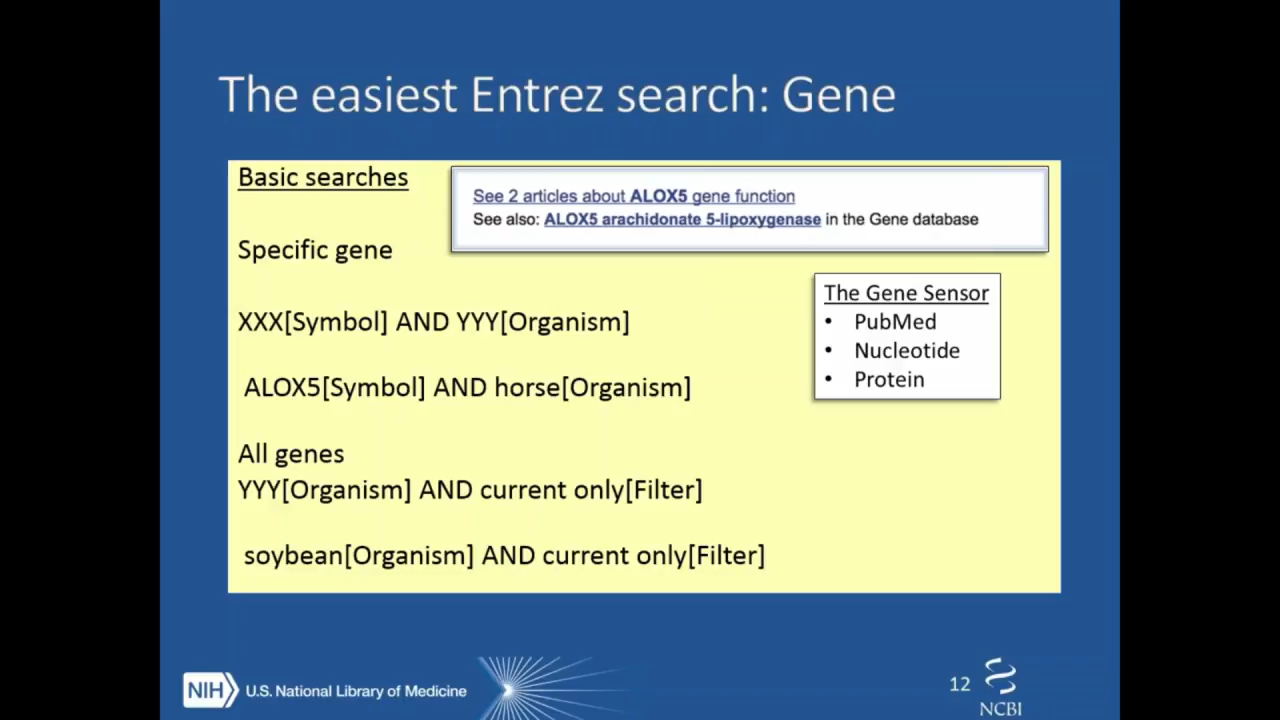 The easiest Entrez search: Gene
Basic searches
See 2 articles about ALOX5 gene function
See also: ALOX5 arachidonate 5-lipoxygenase in the Gene database
Specific gene
The Gene Sensor
• PubMed
• Nucleotide
• Protein
XXX[Symbol] AND YYY[Organism]
ALOX5[Symbol] AND horse[Organism]
All genes
YYY[Organism] AND current only[Filter]
soybean[Organism] AND current only[Filter]
NIH U.S. National Library of Medicine
12
NCBI